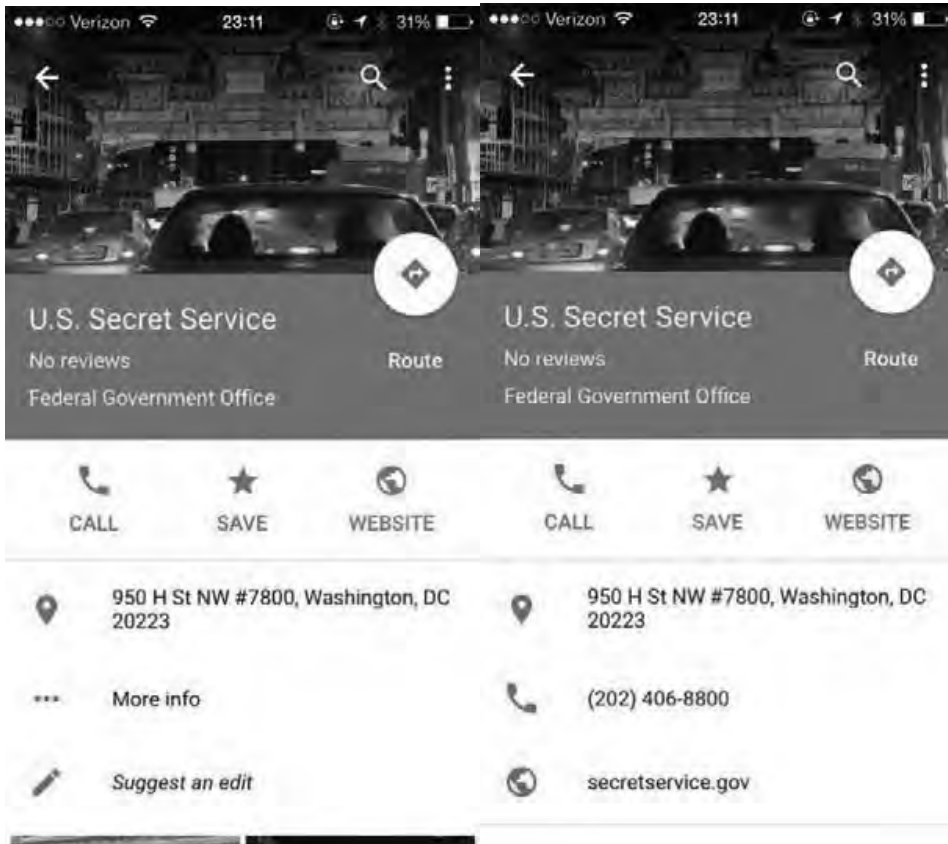 Verizon 23:11 31%
U.S. Secret Service
No reviews
Route
Federal Government Office
CALL SAVE WEBSITE
950 H St NW #7800, Washington, DC
20223
More info
Suggest an edit
Verizon 23:11 31%
U.S. Secret Service
No reviews
Route
Federal Government Office
CALL SAVE WEBSITE
950 H St NW #7800, Washington, DC
20223
(202) 406-8800
secretservice.gov